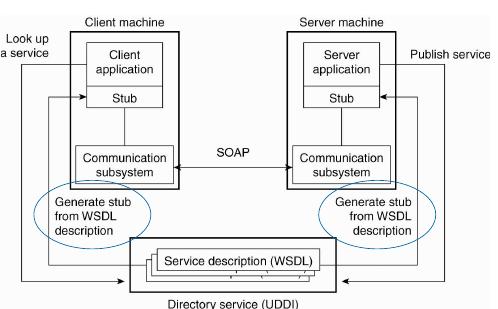 Client machine
Server machine
Look up
a service
Client
application
Stub
Server
application
Stub
Publish service
SOAP
Communication
subsystem
Communication
subsystem
Generate stub
from WSDL
description
Generate stub
from WSDL
description
Service description (WSDL)
Directory service (UDDI)